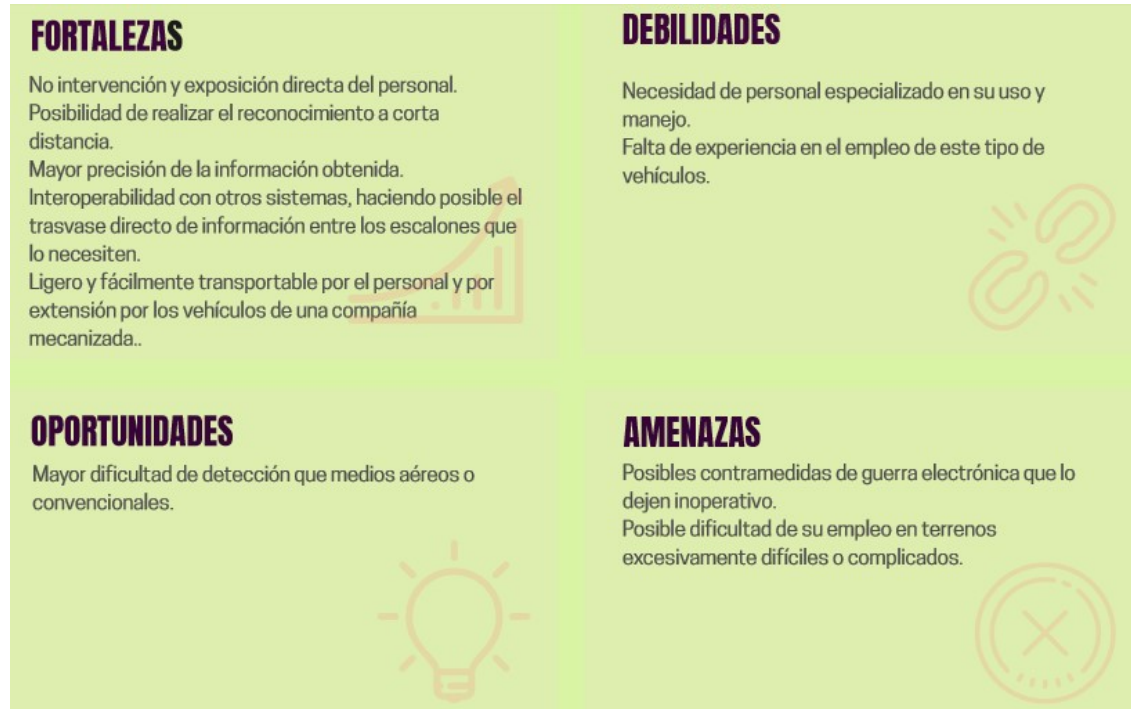 FORTALEZAS
No intervención y exposición directa del personal.
Posibilidad de realizar el reconocimiento a corta
distancia.
Mayor precisión de la información obtenida.
Interoperabilidad con otros sistemas, haciendo posible el
trasvase directo de información entre los escalones que
lo necesiten.
Ligero y fácilmente transportable por el personal y por
extensión por los vehículos de una compañía
mecanizada..
DEBILIDADES
Necesidad de personal especializado en su uso y
manejo.
Falta de experiencia en el empleo de este tipo de
vehículos.
OPORTUNIDADES
Mayor dificultad de detección que medios aéreos o
convencionales.
AMENAZAS
Posibles contramedidas de guerra electrónica que lo
dejen inoperativo.
Posible dificultad de su empleo en terrenos
excesivamente difíciles o complicados.